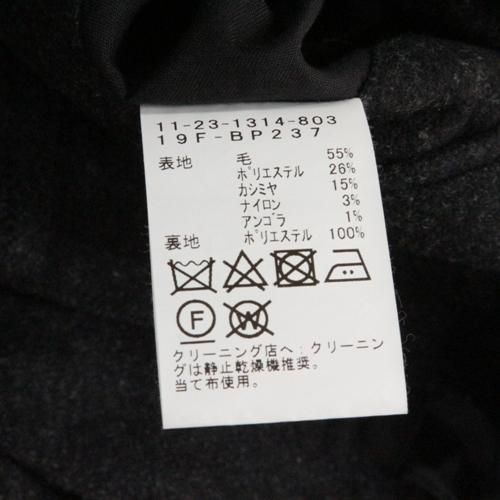 11-23-1314-803
19F-BP237
表地 毛 55%
ポリエステル 26%
カシミヤ 15%
ナイロン 3%
アンゴラ 1%
裏地 ポリエステル 100%
F W
クリーニング店へ:クリーニン
グは静止乾燥機推奨。
当て布使用。